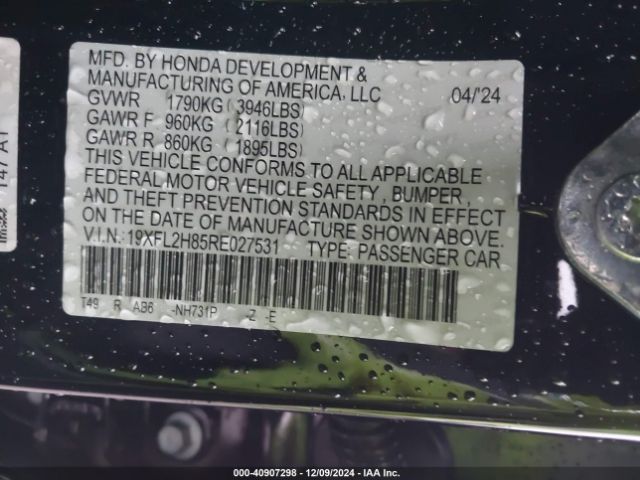 MFD. BY HONDA DEVELOPMENT &
MANUFACTURING OF AMERICA, LLC 04/'24
GVWR 1790KG ( 3946LBS)
GAWR F 960KG ( 2116LBS)
GAWR R 860KG ( 1895LBS)
THIS VEHICLE CONFORMS TO ALL APPLICABLE
FEDERAL MOTOR VEHICLE SAFETY , BUMPER ,
AND THEFT PREVENTION STANDARDS IN EFFECT
ON THE DATE OF MANUFACTURE SHOWN ABOVE.
V.I.N.: 19XFL2H85RE027531 TYPE: PASSENGER CAR
T49 R AB6 -NH731P -Z -E
147 A1
000-40907298 - 12/09/2024 - IAA Inc.